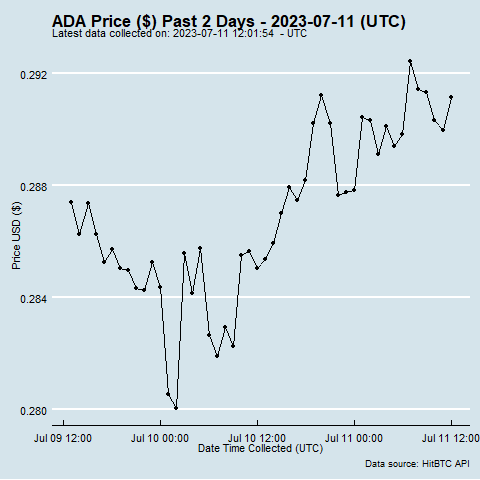 ADA Price ($) Past 2 Days - 2023-07-11 (UTC)
Latest data collected on: 2023-07-11 12:01:54 - UTC
0.292
0.288
0.284
0.280
Price USD ($)
Jul 09 12:00 Jul 10 00:00 Jul 10 12:00 Jul 11 00:00 Jul 11 12:00
Date Time Collected (UTC)
Data source: HitBTC API